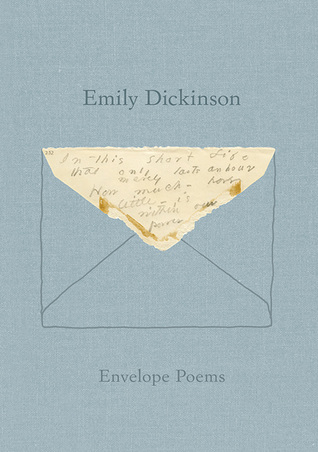 Emily Dickinson
In this short Life
that only lasts an hour
merely
How much - how
little - is
within our
power
Envelope Poems